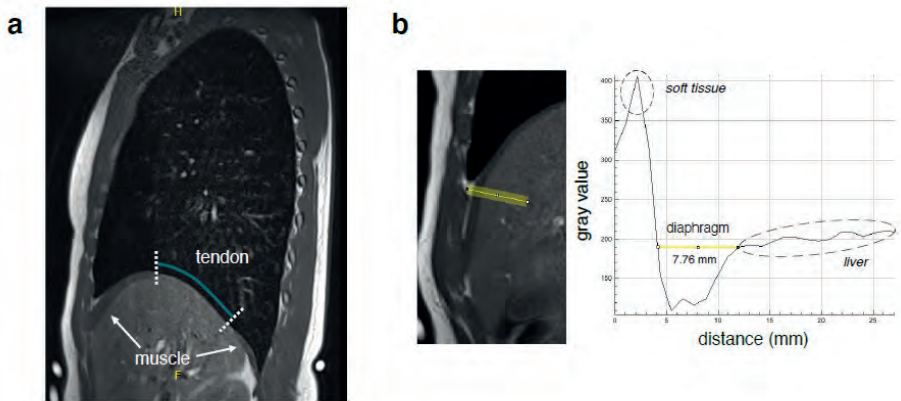 a
H
tendon
muscle
F
b
400
350
300
250
200
150
gray value
soft tissue
diaphragm
7.76 mm
liver
0
5
10
15
20
25
distance (mm)